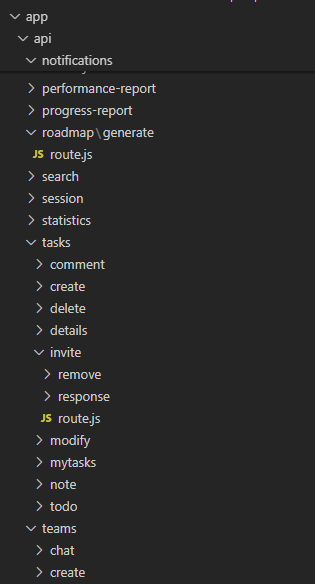 app
api
notifications
performance-report
progress-report
roadmap\generate
JS route.js
search
session
statistics
tasks
comment
create
delete
details
invite
remove
response
JS route.js
modify
mytasks
note
todo
teams
chat
create